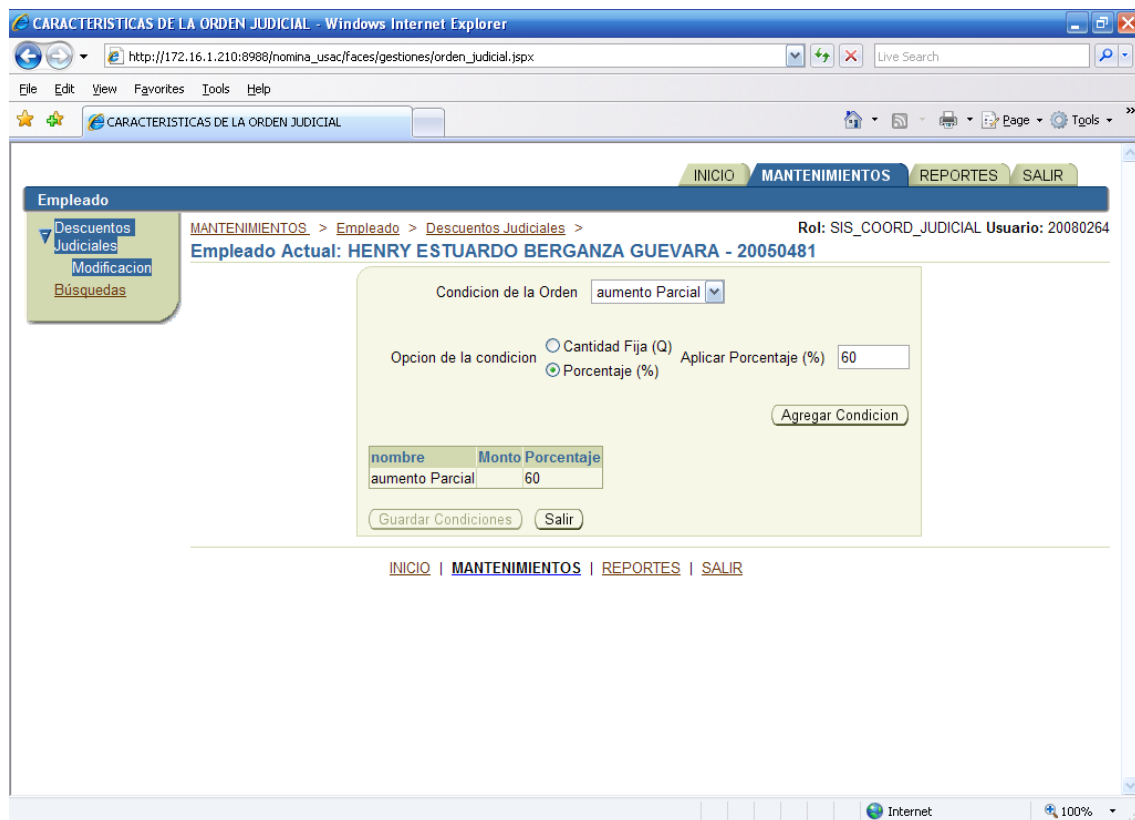 CARACTERISTICAS DE LA ORDEN JUDICIAL - Windows Internet Explorer
http://172.16.1.210:8988/nomina_usac/faces/gestiones/orden_judicial.jspx
Live Search
File Edit View Favorites Tools Help
CARACTERISTICAS DE LA ORDEN JUDICIAL
Page Tools »
INICIO MANTENIMIENTOS REPORTES SALIR
Empleado
Descuentos
Judiciales
Modificacion
Búsquedas
MANTENIMIENTOS > Empleado > Descuentos Judiciales >
Rol: SIS_COORD_JUDICIAL Usuario: 20080264
Empleado Actual: HENRY ESTUARDO BERGANZA GUEVARA - 20050481
Condicion de la Orden aumento Parcial
Opcion de la condicion
Cantidad Fija (Q)
Porcentaje (%)
Aplicar Porcentaje (%) 60
Agregar Condicion
nombre Monto Porcentaje
aumento Parcial 60
Guardar Condiciones Salir
INICIO | MANTENIMIENTOS | REPORTES | SALIR
Internet 100%